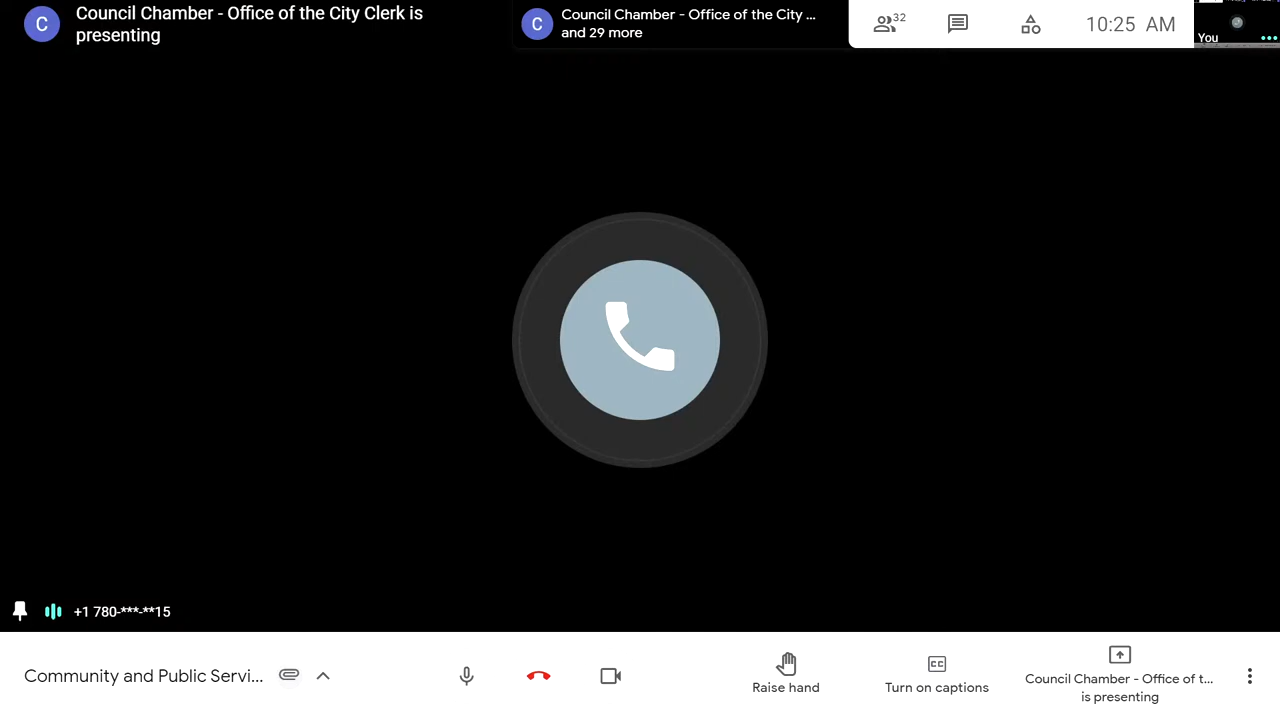 C
Council Chamber - Office of the City Clerk is
presenting
C
Council Chamber - Office of the City ...
and 29 more
32
10:25 AM
You
+1 780-***-**15
Community and Public Servi...
Raise hand
CC
Turn on captions
Council Chamber - Office of t...
is presenting